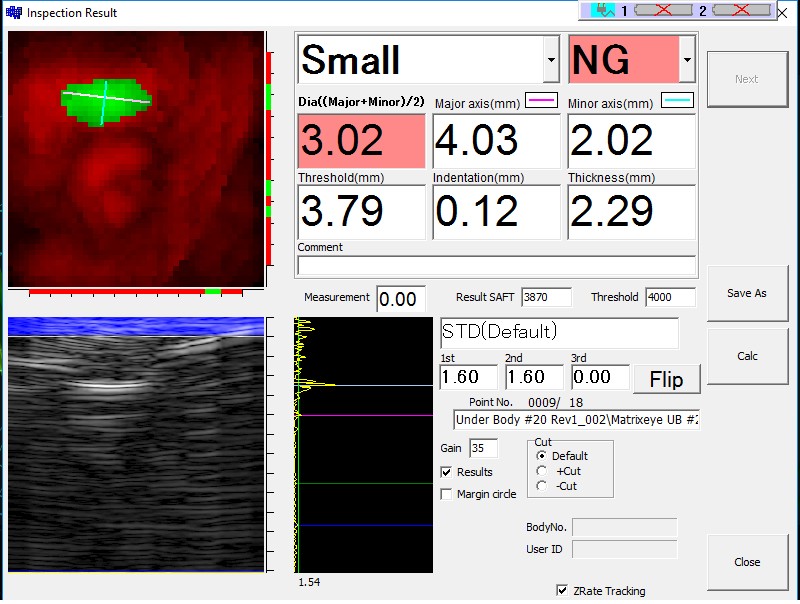 Inspection Result
1 2
Small NG
Next
Dia((Major+Minor)/2) Major axis(mm) Minor axis(mm)
3.02 4.03 2.02
Threshold(mm) Indentation(mm) Thickness(mm)
3.79 0.12 2.29
Comment
Measurement 0.00 Result SAFT 3870 Threshold 4000
Save As
STD(Default)
Calc
1st 2nd 3rd
1.60 1.60 0.00 Flip
Point No. 0009/ 18
Under Body #20 Rev1_002\Matrixeye UB #2
Gain 35
Cut
Default
Results
+Cut
-Cut
Margin circle
BodyNo.
User ID
Close
1.54
ZRate Tracking